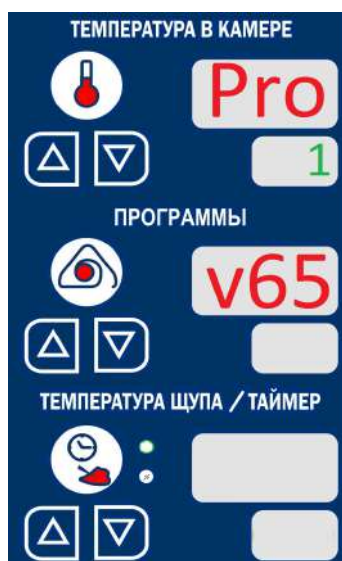 ТЕМПЕРАТУРА В КАМЕРЕ
Pro
1
ПРОГРАММЫ
v65
ТЕМПЕРАТУРА ЩУПА / ТАЙМЕР